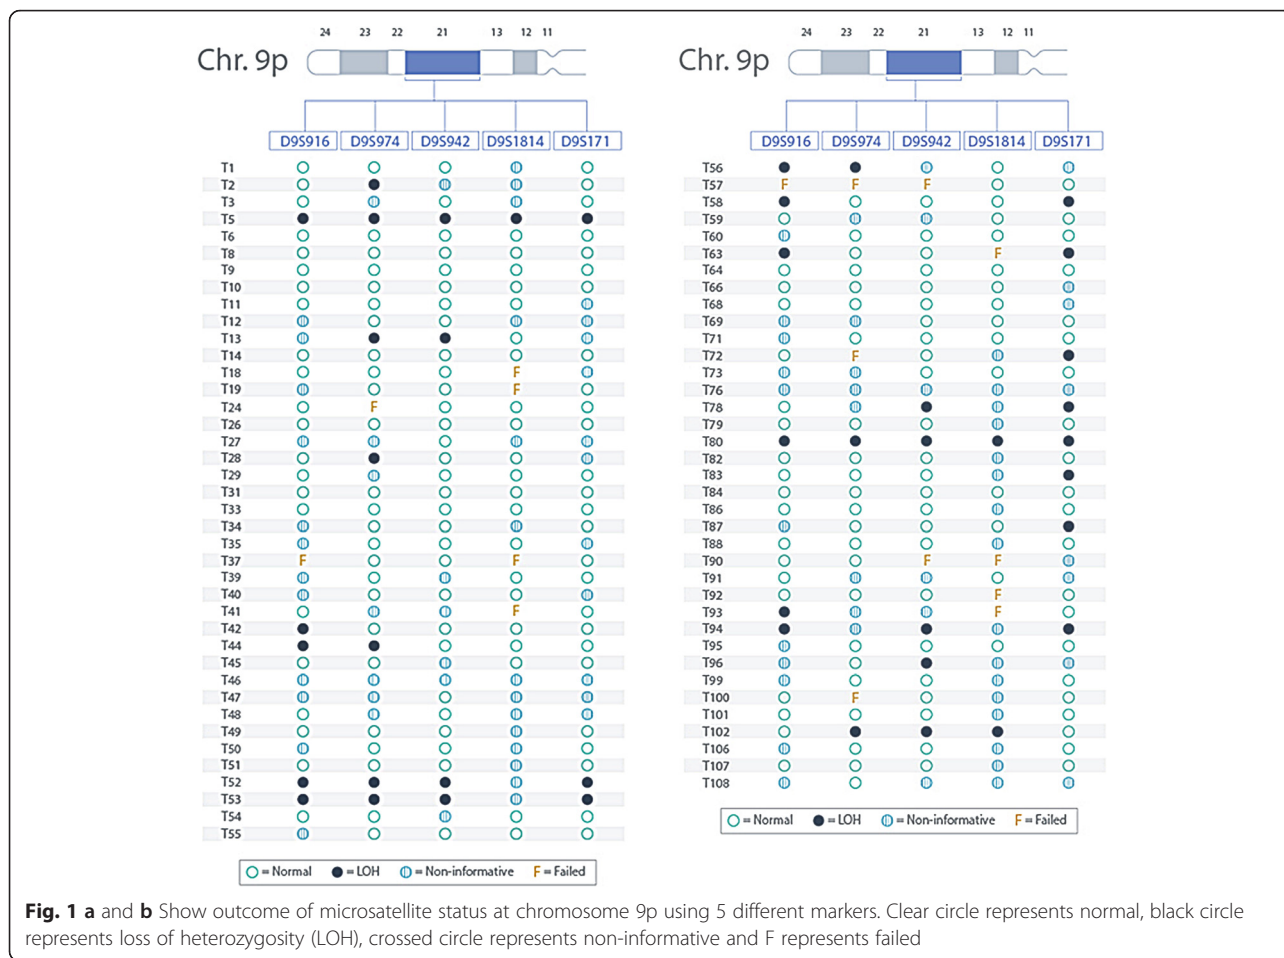 24 23 22 21 13 12 11
Chr. 9p
D9S916 D9S974 D9S942 D9S1814 D9S171
T1
T2
T3
T5
T6
T8
T9
T10
T11
T12
T13
T14
T18 F
T19 F
T24 F
T26
T27
T28
T29
T31
T33
T34
T35
T37 F F
T39
T40
T41 F
T42
T44
T45
T46
T47
T48
T49
T50
T51
T52
T53
T54
T55
= Normal = LOH = Non-informative F = Failed
24 23 22 21 13 12 11
Chr. 9p
D9S916 D9S974 D9S942 D9S1814 D9S171
T56
T57 F F F
T58
T59
T60
T63 F
T64
T66
T68
T69
T71
T72 F
T73
T76
T78
T79
T80
T82
T83
T84
T86
T87
T88
T90 F F
T91
T92 F
T93 F
T94
T95
T96
T99
T100 F
T101
T102
T106
T107
T108
= Normal = LOH = Non-informative F = Failed
Fig. 1 a and b Show outcome of microsatellite status at chromosome 9p using 5 different markers. Clear circle represents normal, black circle
represents loss of heterozygosity (LOH), crossed circle represents non-informative and F represents failed